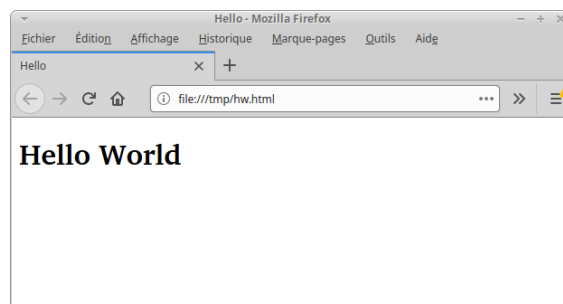 Hello - Mozilla Firefox
Fichier Édition Affichage Historique Marque-pages Outils Aide
Hello
file:///tmp/hw.html
Hello World